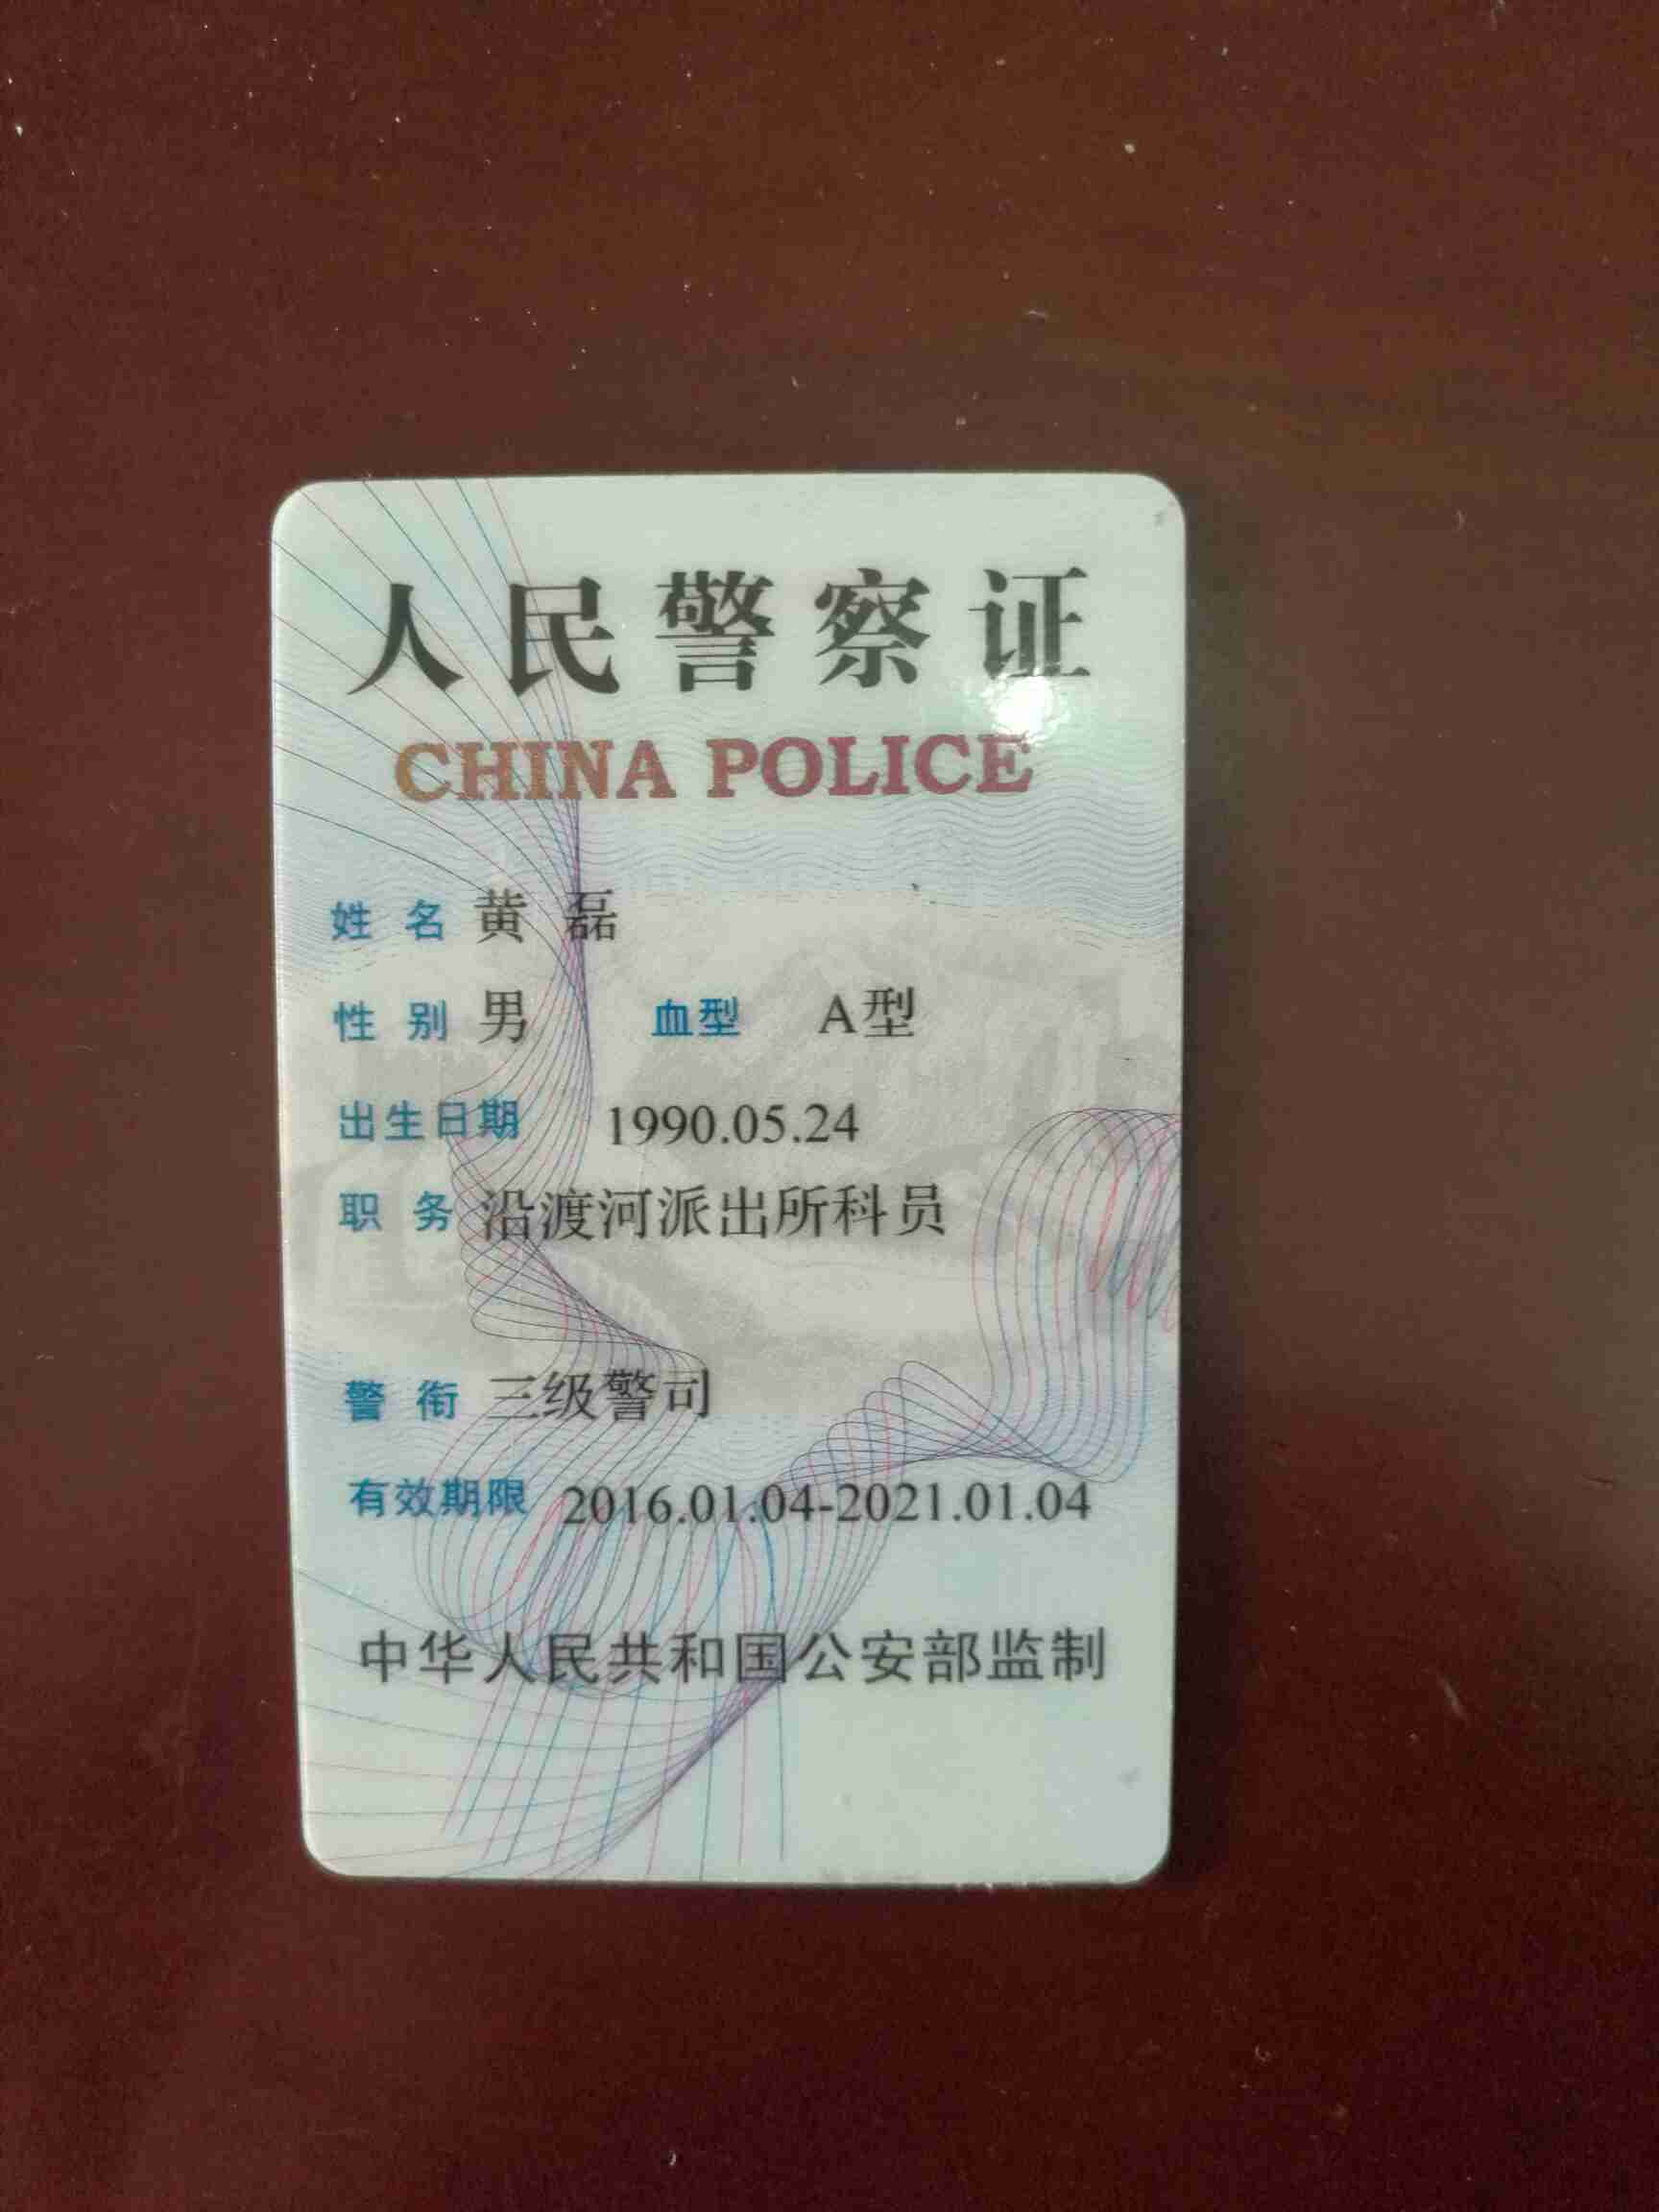 人民警察证
CHINA POLICE
姓名 黄磊
性别 男 血型 A型
出生日期 1990.05.24
职务 沿渡河派出所科员
警衔 三级警司
有效期限 2016.01.04-2021.01.04
中华人民共和国公安部监制